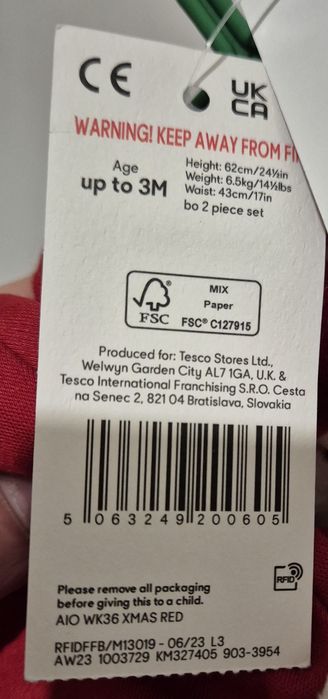 CE
UK
CA
WARNING! KEEP AWAY FROM FI
Age
up to 3M
Height: 62cm/24½in
Weight: 6.5kg/14½lbs
Waist: 43cm/17in
bo 2 piece set
FSC®
MIX
Paper
FSC® C127915
Produced for: Tesco Stores Ltd.,
Welwyn Garden City AL7 1GA, U.K. &
Tesco International Franchising S.R.O. Cesta
na Senec 2, 821 04 Bratislava, Slovakia
5 063249 200605
RFID
Please remove all packaging
before giving this to a child.
AIO WK36 XMAS RED
RFIDFFB/M13019 - 06/23 L3
AW23 1003729 KM327405 903-3954